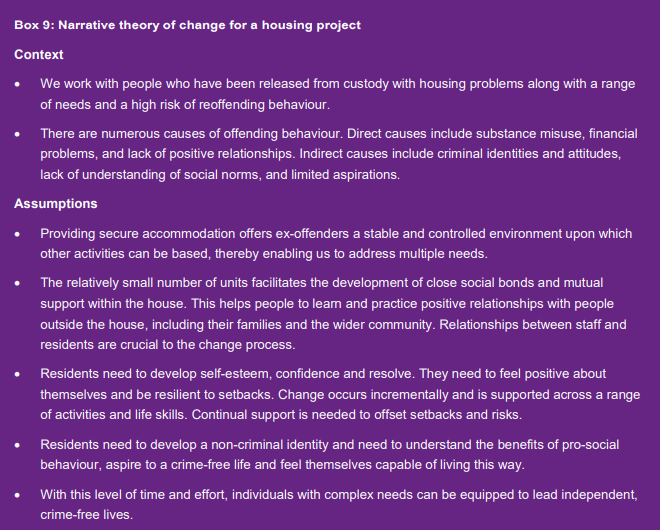 Box 9: Narrative theory of change for a housing project
Context
• We work with people who have been released from custody with housing problems along with a range
of needs and a high risk of reoffending behaviour.
• There are numerous causes of offending behaviour. Direct causes include substance misuse, financial
problems, and lack of positive relationships. Indirect causes include criminal identities and attitudes,
lack of understanding of social norms, and limited aspirations.
Assumptions
• Providing secure accommodation offers ex-offenders a stable and controlled environment upon which
other activities can be based, thereby enabling us to address multiple needs.
• The relatively small number of units facilitates the development of close social bonds and mutual
support within the house. This helps people to learn and practice positive relationships with people
outside the house, including their families and the wider community. Relationships between staff and
residents are crucial to the change process.
• Residents need to develop self-esteem, confidence and resolve. They need to feel positive about
themselves and be resilient to setbacks. Change occurs incrementally and is supported across a range
of activities and life skills. Continual support is needed to offset setbacks and risks.
• Residents need to develop a non-criminal identity and need to understand the benefits of pro-social
behaviour, aspire to a crime-free life and feel themselves capable of living this way.
• With this level of time and effort, individuals with complex needs can be equipped to lead independent,
crime-free lives.